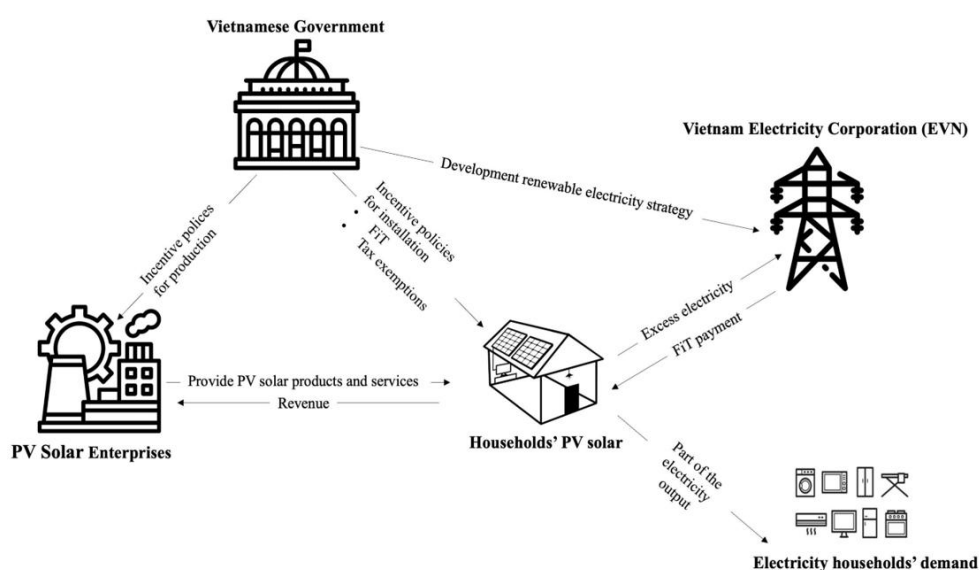 Vietnamese Government
Vietnam Electricity Corporation (EVN)
Development renewable electricity strategy
Incentive polices
for production
Incentive policies
for installation
• FiT
• Tax exemptions
Excess electricity
FiT payment
Provide PV solar products and services
Revenue
PV Solar Enterprises
Households' PV solar
Part of the
electricity
output
Electricity households' demand